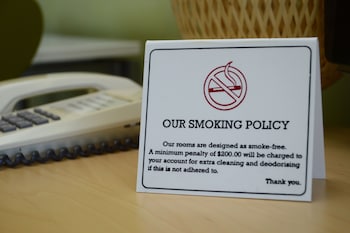 OUR SMOKING POLICY
Our rooms are designed as smoke-free.
A minimum penalty of $200.00 will be charged to
your account for extra cleaning and deodorising
if this is not adhered to.
Thank you.